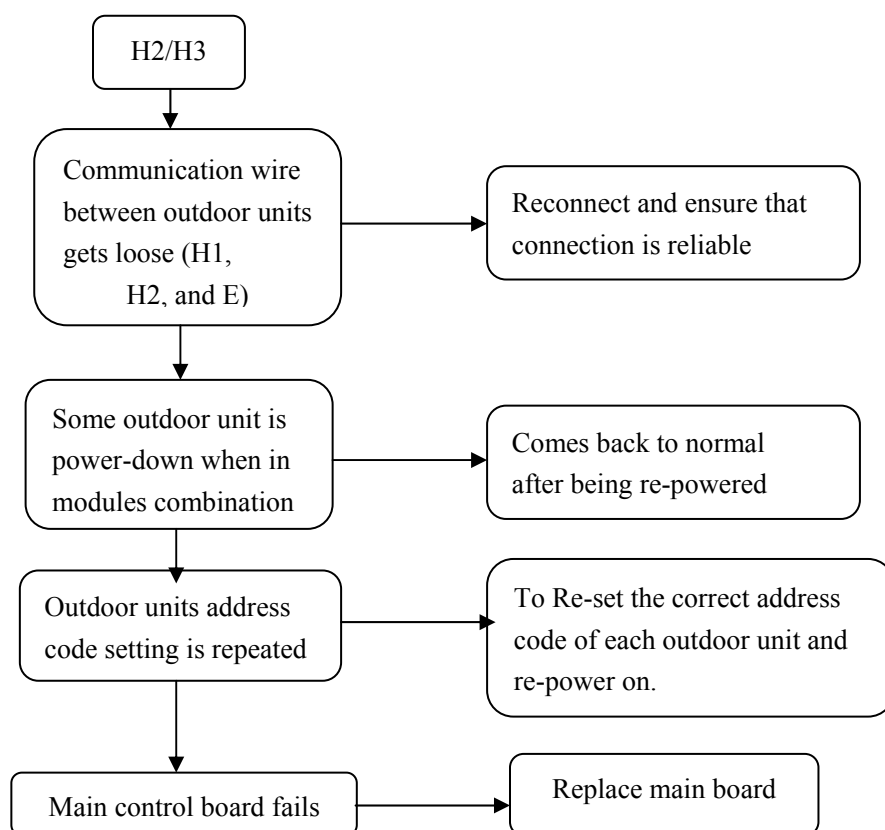 H2/H3
Communication wire
between outdoor units
gets loose (H1,
H2, and E)
Reconnect and ensure that
connection is reliable
Some outdoor unit is
power-down when in
modules combination
Comes back to normal
after being re-powered
Outdoor units address
code setting is repeated
To Re-set the correct address
code of each outdoor unit and
re-power on.
Main control board fails
Replace main board